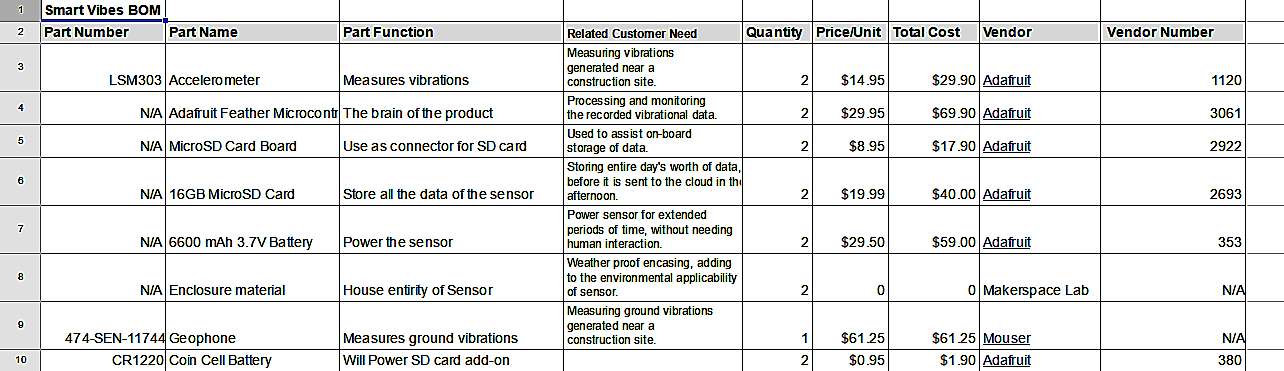 1 Smart Vibes BOM
2 Part Number Part Name Part Function Related Customer Need Quantity Price/Unit Total Cost Vendor Vendor Number
Measuring vibrations
generated near a
3 LSM303 Accelerometer Measures vibrations construction site. 2 $14.95 $29.90 Adafruit 1120
Processing and monitoring
4 N/A Adafruit Feather Microcontr The brain of the product the recorded vibrational data. 2 $29.95 $69.90 Adafruit 3061
Used to assist on-board
5 N/A MicroSD Card Board Use as connector for SD card storage of data. 2 $8.95 $17.90 Adafruit 2922
Storing entire day's worth of data,
before it is sent to the cloud in the
6 N/A 16GB MicroSD Card Store all the data of the sensor afternoon. 2 $19.99 $40.00 Adafruit 2693
Power sensor for extended
periods of time, without needing
7 N/A 6600 mAh 3.7V Battery Power the sensor human interaction. 2 $29.50 $59.00 Adafruit 353
Weather proof encasing, adding
to the environmental applicability
8 N/A Enclosure material House entirity of Sensor of sensor. 2 0 0 Makerspace Lab N/A
Measuring ground vibrations
generated near a
9 474-SEN-11744 Geophone Measures ground vibrations construction site. 1 $61.25 $61.25 Mouser N/A
10 CR1220 Coin Cell Battery Will Power SD card add-on 2 $0.95 $1.90 Adafruit 380